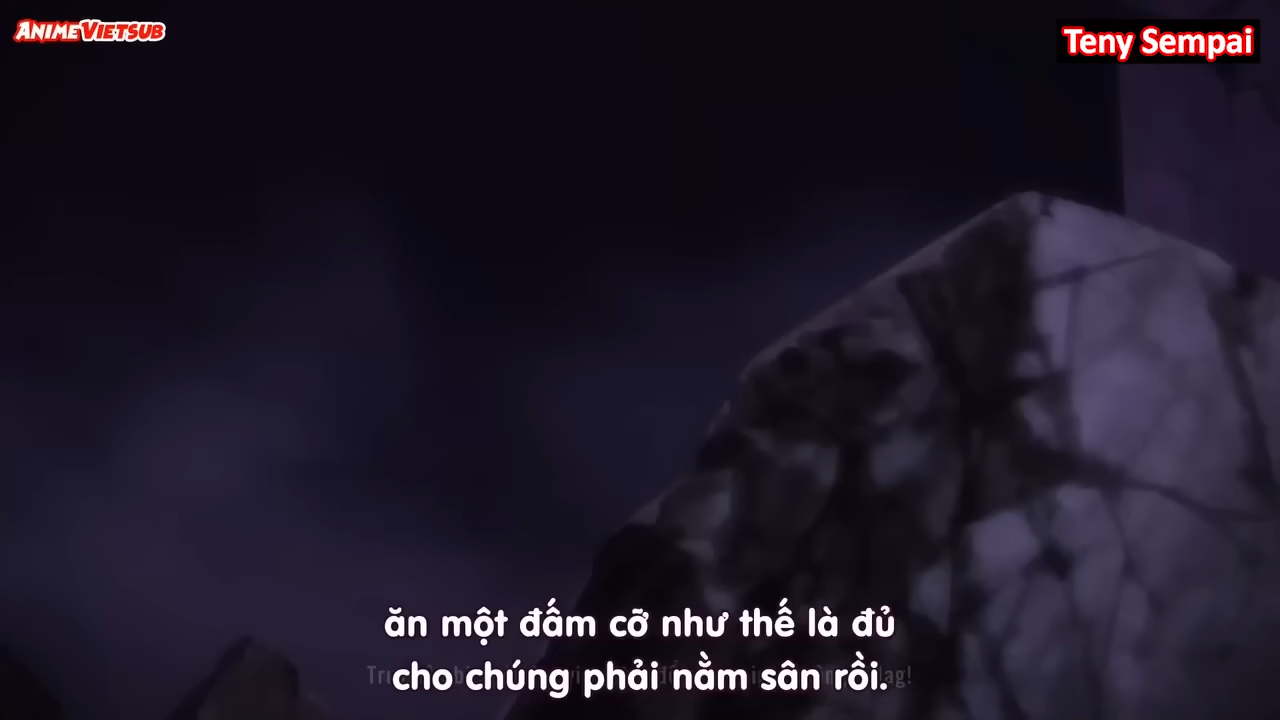 AnimeVietsub
Teny Sempai
ăn một đấm cỡ như thế là đủ
cho chúng phải nằm sân rồi.